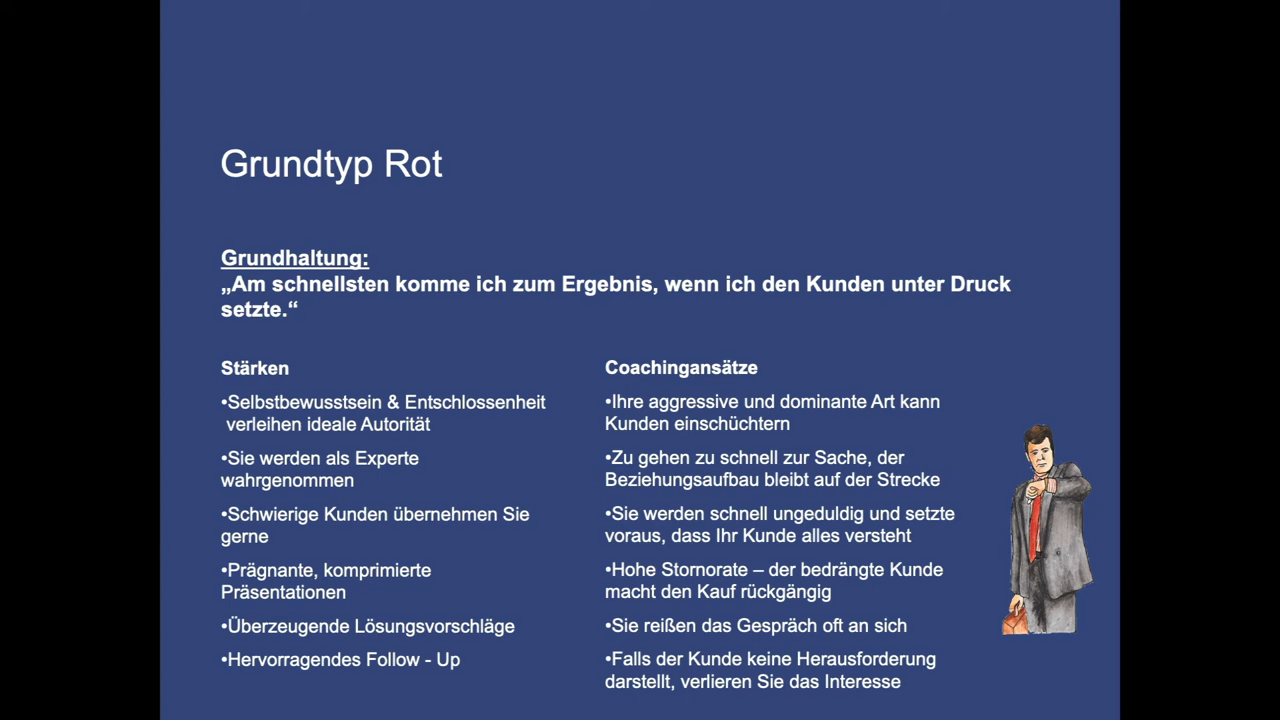 Grundtyp Rot
Grundhaltung:
„Am schnellsten komme ich zum Ergebnis, wenn ich den Kunden unter Druck
setzte.“
Stärken
•Selbstbewusstsein & Entschlossenheit
verleihen ideale Autorität
•Sie werden als Experte
wahrgenommen
•Schwierige Kunden übernehmen Sie
gerne
•Prägnante, komprimierte
Präsentationen
•Überzeugende Lösungsvorschläge
•Hervorragendes Follow - Up
Coachingansätze
•Ihre aggressive und dominante Art kann
Kunden einschüchtern
•Zu gehen zu schnell zur Sache, der
Beziehungsaufbau bleibt auf der Strecke
•Sie werden schnell ungeduldig und setzte
voraus, dass Ihr Kunde alles versteht
•Hohe Stornorate – der bedrängte Kunde
macht den Kauf rückgängig
•Sie reißen das Gespräch oft an sich
•Falls der Kunde keine Herausforderung
darstellt, verlieren Sie das Interesse